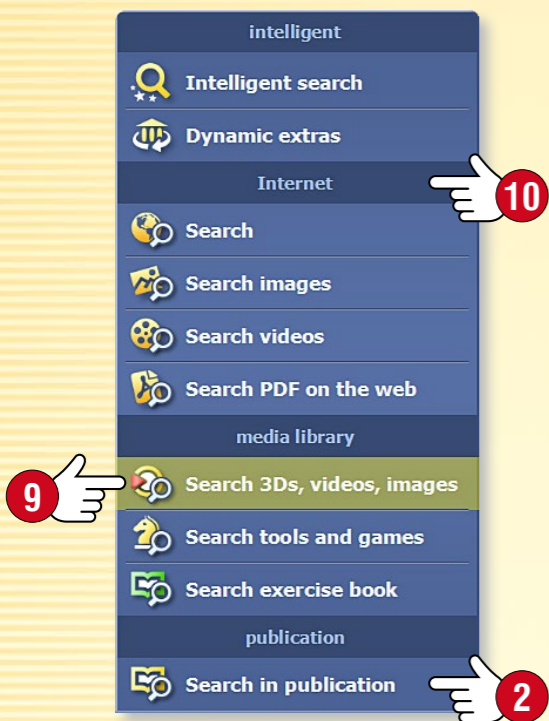 intelligent
Intelligent search
Dynamic extras
Internet
10
Search
Search images
Search videos
Search PDF on the web
media library
9
Search 3Ds, videos, images
Search tools and games
Search exercise book
publication
Search in publication
2